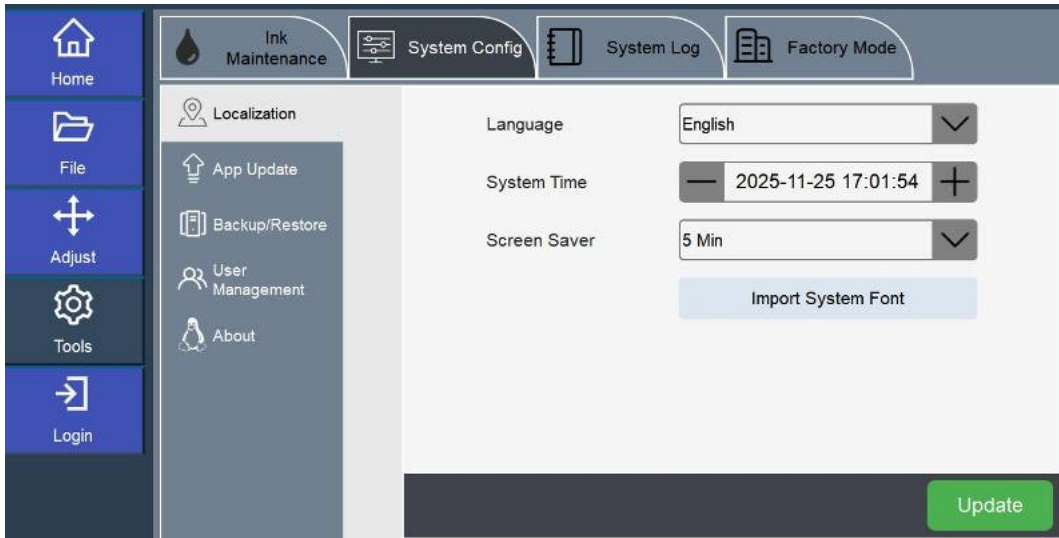 Home
File
Adjust
Tools
Login
Ink
Maintenance
System Config
System Log
Factory Mode
Localization
App Update
Backup/Restore
User
Management
About
Language
English
System Time
2025-11-25 17:01:54
Screen Saver
5 Min
Import System Font
Update